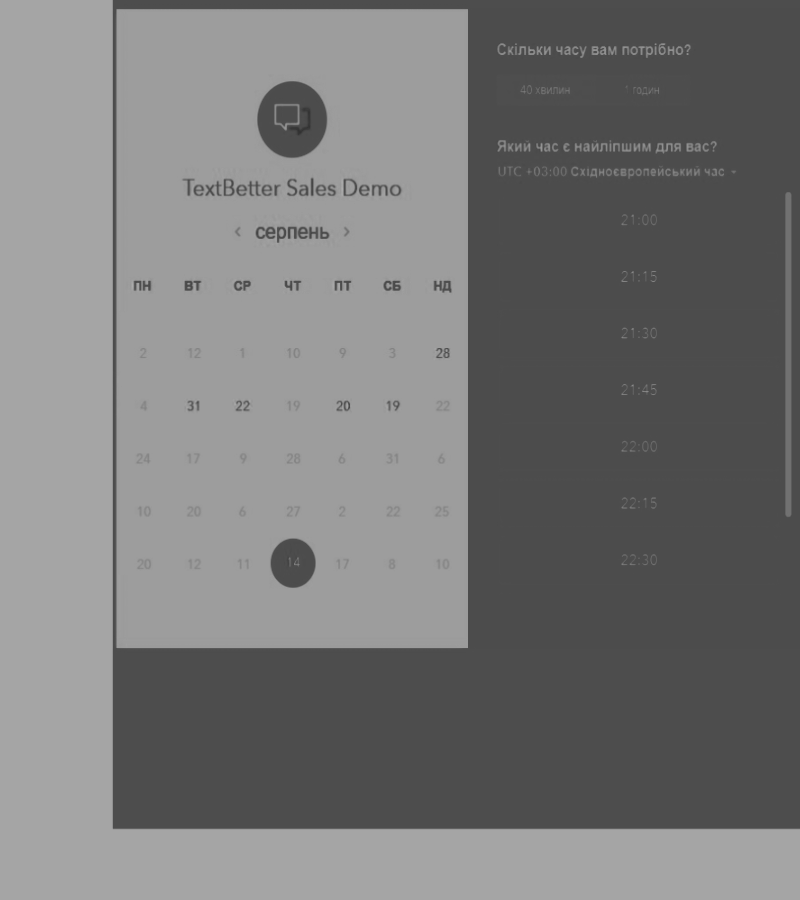 TextBetter Sales Demo
‹ серпень ›
ПН ВТ СР ЧТ ПТ СБ НД
2 12 1 10 9 3 28
4 31 22 19 20 19 22
24 17 9 28 6 31 6
10 20 6 27 2 22 25
20 12 11 14 17 8 10
Скільки часу вам потрібно?
40 хвилин 1 годин
Який час є найліпшим для вас?
UTC +03:00 Східноєвропейський час
21:00
21:15
21:30
21:45
22:00
22:15
22:30